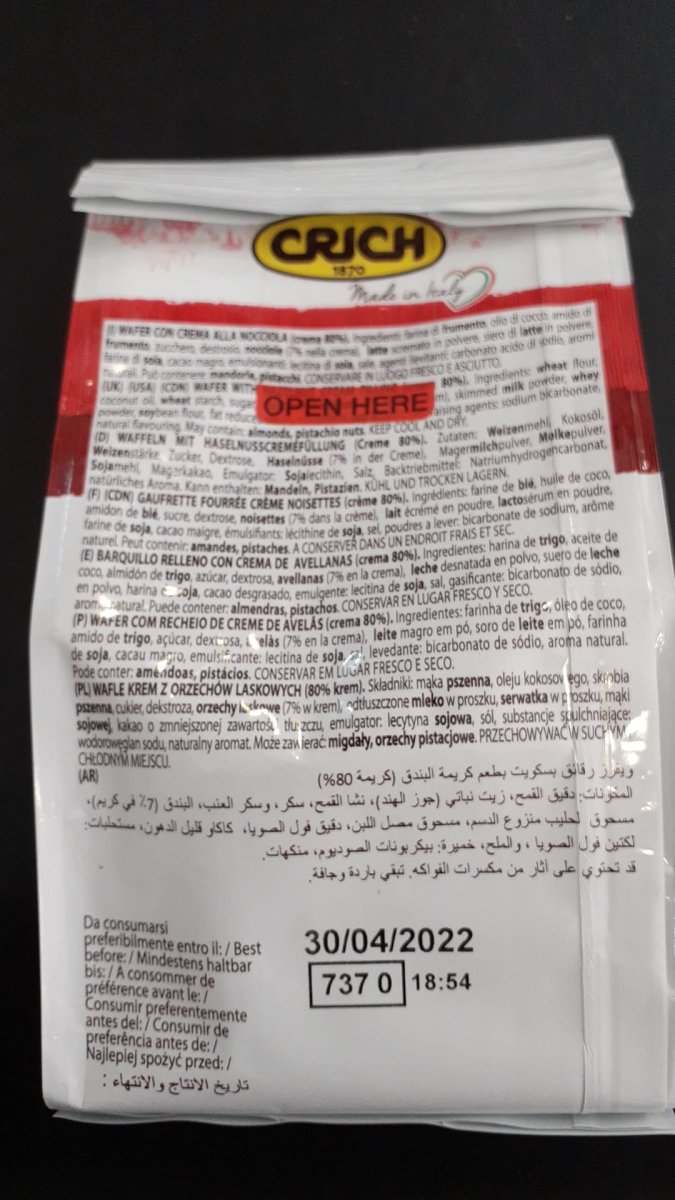 CRICH
1870
Made in Italy
(I) WAFER CON CREMA ALLA NOCCIOLA (crema 80%). Ingredienti: farina di frumento, olio di cocco, amido di
frumento, zucchero, destrosio, nocciole (7% nella crema), latte scremato in polvere, siero di latte in polvere,
farina di soia, cacao magro, emulsionanti: lecitina di soia, sale, agenti lievitanti: carbonato acido di sodio, aromi
naturali. Può contenere: mandorle, pistacchi. CONSERVARE IN LUOGO FRESCO E ASCIUTTO.
(UK) (USA) (CDN) WAFER WITH 80%). Ingredients: wheat flour,
coconut oil, wheat starch, sugar m), skimmed milk powder, whey
OPEN HERE
powder, soybean flour, fat reduced aising agents: sodium bicarbonate,
natural flavouring. May contain: almonds, pistachio nuts. KEEP COOL AND DRY.
(D) WAFFELN MIT HASELNUSSCREMEFÜLLUNG (Creme 80%). Zutaten: Weizenmehl, Kokosöl,
Weizenstärke, Zucker, Dextrose, Haselnüsse (7% in der Creme), Magermilchpulver, Molkepulver,
Sojamehl, Magerkakao, Emulgator: Sojalecithin, Salz, Backtriebmittel: Natriumhydrogencarbonat,
natürliches Aroma. Kann enthalten: Mandeln, Pistazien. KÜHL UND TROCKEN LAGERN.
(F) (CDN) GAUFRETTE FOURRÉE CRÈME NOISETTES (crème 80%). Ingrédients: farine de blé, huile de coco,
amidon de blé, sucre, dextrose, noisettes (7% dans la crème), lait écrémé en poudre, lactosérum en poudre,
farine de soja, cacao maigre, émulsifiants: lécithine de soja, sel, poudres a lever: bicarbonate de sodium, arôme
naturel. Peut contenir: amandes, pistaches. A CONSERVER DANS UN ENDROIT FRAIS ET SEC.
(E) BARQUILLO RELLENO CON CREMA DE AVELLANAS (crema 80%). Ingredientes: harina de trigo, aceite de
coco, almidón de trigo, azúcar, dextrosa, avellanas (7% en la crema), leche desnatada en polvo, suero de leche
en polvo, harina de soja, cacao desgrasado, emulgente: lecitina de soja, sal, gasificante: bicarbonato de sódio,
aroma natural. Puede contener: almendras, pistachos. CONSERVAR EN LUGAR FRESCO Y SECO.
(P) WAFER COM RECHEIO DE CREME DE AVELÃS (crema 80%). Ingredientes: farinha de trigo, óleo de coco,
amido de trigo, açúcar, dextrosa, avelàs (7% en la crema), leite magro em pó, soro de leite em pó, farinha
de soja, cacau magro, emulsificante: lecitina de soja, sal, levedante: bicarbonato de sódio, aroma natural.
Pode conter: amêndoas, pistácios. CONSERVAR EM LUGAR FRESCO E SECO.
(PL) WAFLE KREM Z ORZECHÓW LASKOWYCH (80% krem). Składniki: mąka pszenna, oleju kokosowego, skrobia
pszenna, cukier, dekstroza, orzechy laskowe (7% w krem), odtłuszczone mleko w proszku, serwatka w proszku, mąki
sojowej, kakao o zmniejszonej zawartość tłuszczu, emulgator: lecytyna sojowa, sól, substancje spulchniające:
wodorowęglan sodu, naturalny aromat. Może zawierać: migdały, orzechy pistacjowe. PRZECHOWYWAĆ W SUCHYM
CHŁODNYM MIEJSCU.
(AR)
ويفرز رقائق بسكويت بطعم كريمة البندق (كريمة 80%)
المكونات: دقيق القمح، زيت نباتي (جوز الهند)، نشا القمح، سكر، وسكر العنب، البندق (7٪ في كريم)،
مسحوق لحليب منزوع الدسم، مسحوق مصل اللبن، دقيق فول الصويا، كاكاو قليل الدهون، مستحلبات:
لكتين فول الصويا ، والملح، خميرة: بيكربونات الصوديوم، منكهات.
قد تحتوي على آثار من مكسرات الفواكه. تبقي باردة وجافة.
Da consumarsi
preferibilmente entro il: / Best
before: / Mindestens haltbar
bis: / A consommer de
préférence avant le: /
Consumir preferentemente
antes del: / Consumir de
preferência antes de: /
Najlepiej spożyć przed: /
تاريخ الانتاج والانتهاء :
30/04/2022
737 0 18:54